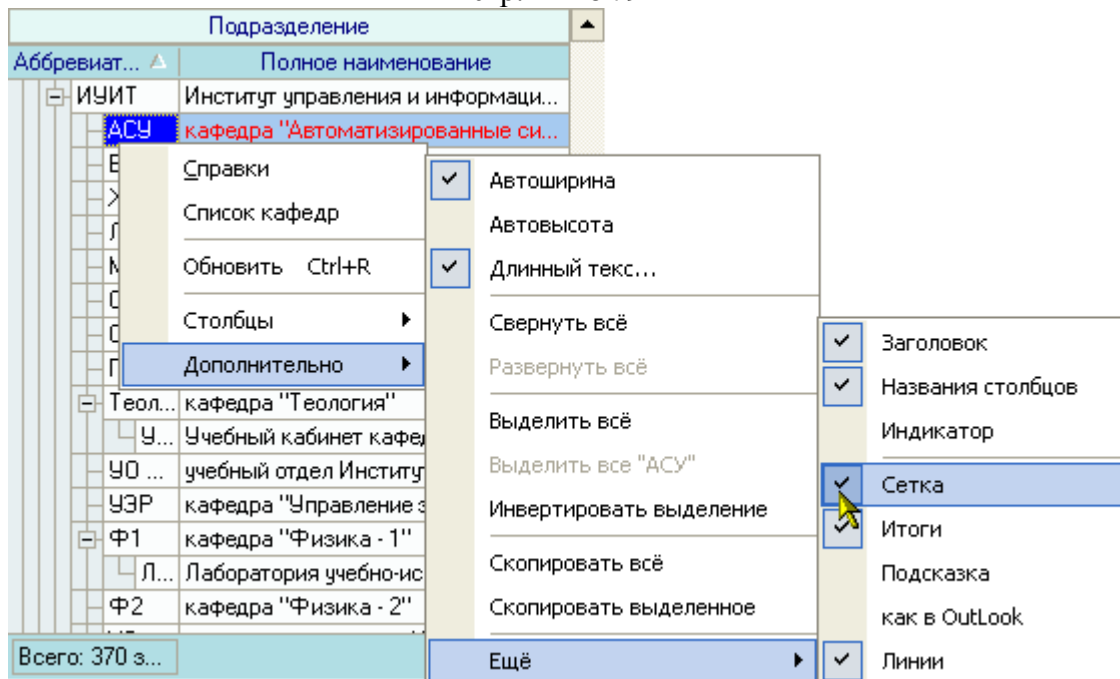 Подразделение
Аббревиат... Полное наименование
ИУИТ Институт управления и информаци...
АСУ кафедра "Автоматизированные си...
Справки
Список кафедр
Обновить Ctrl+R
Столбцы
Дополнительно
Теол... кафедра "Теология"
У... Учебный кабинет кафед
УО ... учебный отдел Институт
УЭР кафедра "Управление э
Ф1 кафедра "Физика - 1"
Л... Лаборатория учебно-ис
Ф2 кафедра "Физика - 2"
Всего: 370 з...
Автоширина
Автовысота
Длинный текс...
Свернуть всё
Развернуть всё
Выделить всё
Выделить все "АСУ"
Инвертировать выделение
Скопировать всё
Скопировать выделенное
Ещё
Заголовок
Названия столбцов
Индикатор
Сетка
Итоги
Подсказка
как в OutLook
Линии